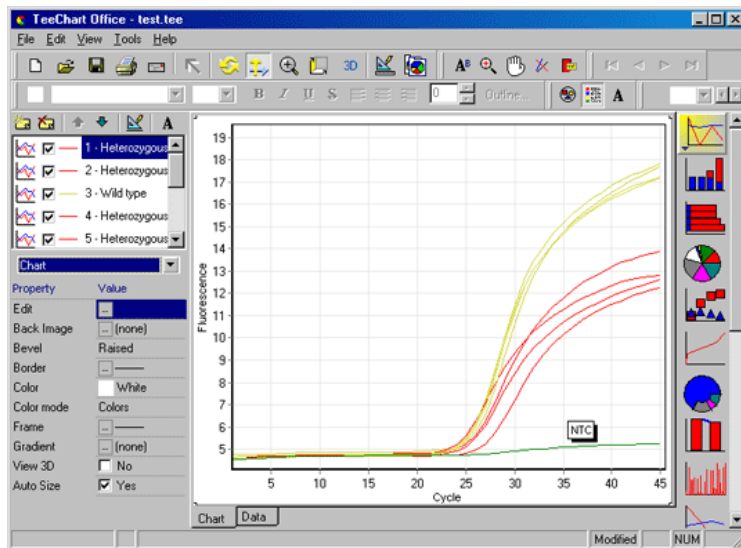 TeeChart Office - test.tee
File Edit View Tools Help
3D
B I U S 0 Outline...
A
1 - Heterozygous
2 - Heterozygous
3 - Wild type
4 - Heterozygous
5 - Heterozygous
Chart
Property Value
Edit ...
Back Image ... (none)
Bevel Raised
Border ...
Color White
Color mode Colors
Frame ...
Gradient ... (none)
View 3D No
Auto Size Yes
19
18
17
16
15
14
13
12
11
10
9
8
7
6
5
Fluorescence
NTC
5 10 15 20 25 30 35 40 45
Cycle
Chart Data
Modified NUM